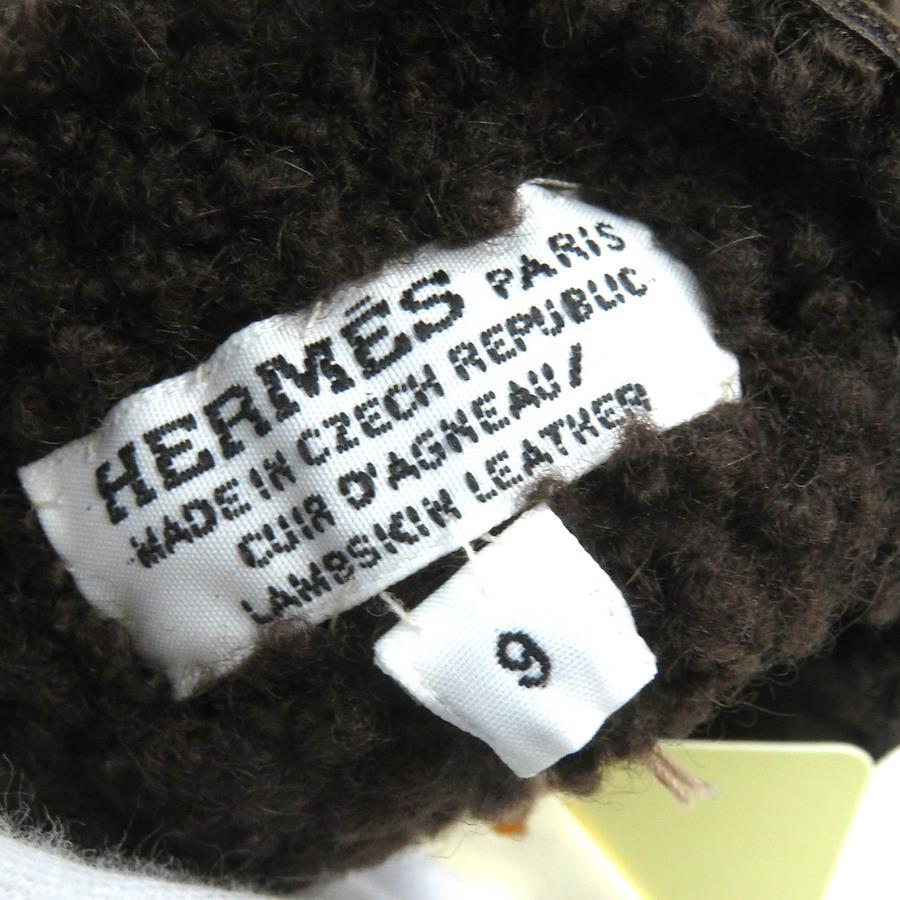 HERMÈS PARIS
MADE IN CZECH REPUBLIC
CUIR D'AGNEAU/
LAMBSKIN LEATHER
9